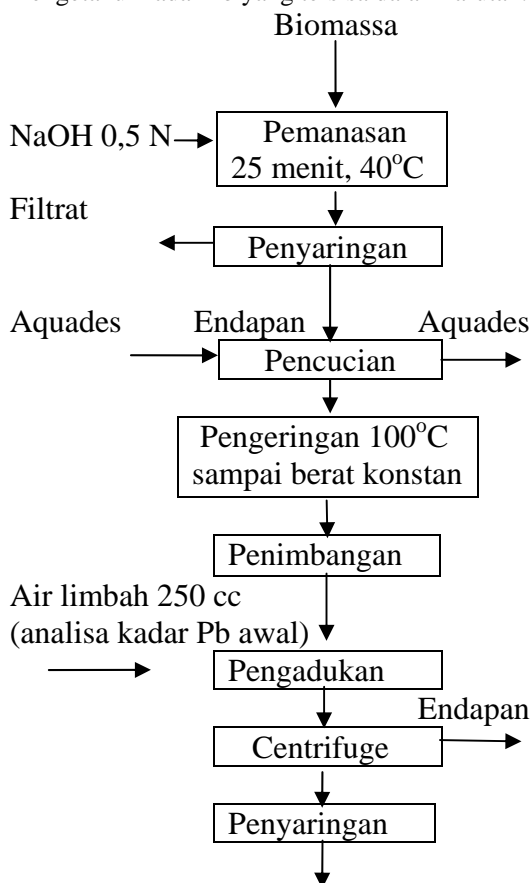 Biomassa
NaOH 0,5 N
Pemanasan
25 menit, 40°C
Filtrat
Penyaringan
Aquades Endapan Aquades
Pencucian
Pengeringan 100°C
sampai berat konstan
Penimbangan
Air limbah 250 cc
(analisa kadar Pb awal)
Pengadukan
Endapan
Centrifuge
Penyaringan